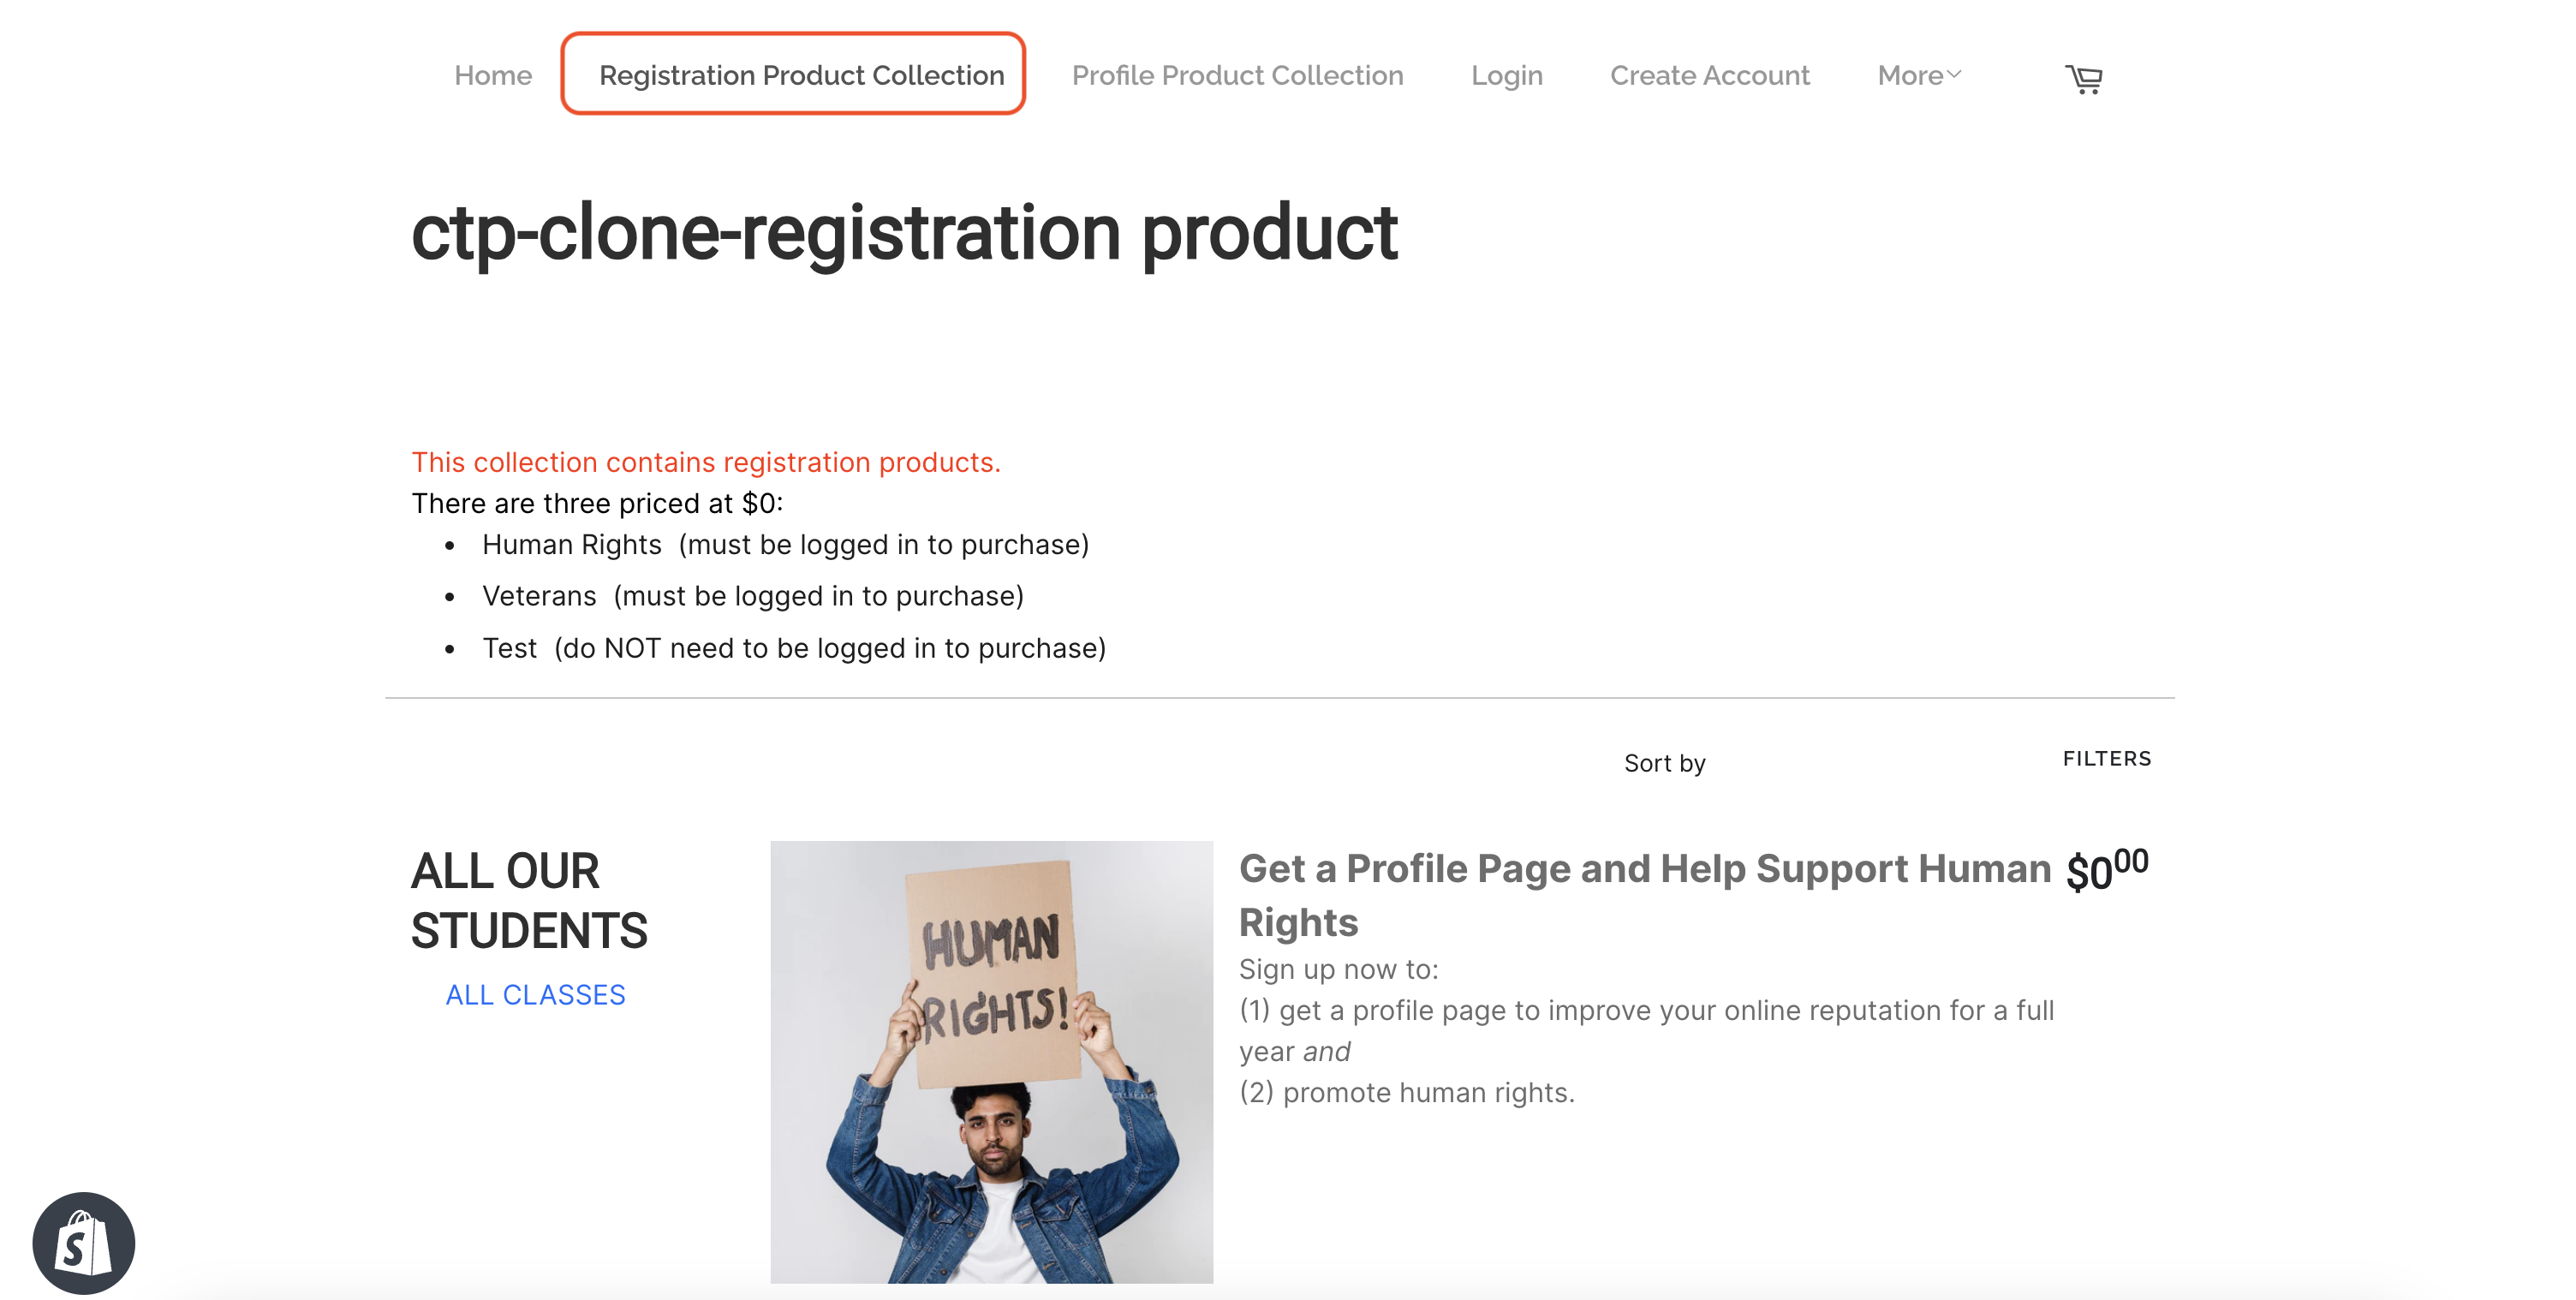 Home Registration Product Collection Profile Product Collection Login Create Account More
ctp-clone-registration product
This collection contains registration products.
There are three priced at $0:
• Human Rights (must be logged in to purchase)
• Veterans (must be logged in to purchase)
• Test (do NOT need to be logged in to purchase)
Sort by FILTERS
ALL OUR
STUDENTS
ALL CLASSES
HUMAN
RIGHTS!
Get a Profile Page and Help Support Human $0⁰⁰
Rights
Sign up now to:
(1) get a profile page to improve your online reputation for a full
year and
(2) promote human rights.
S